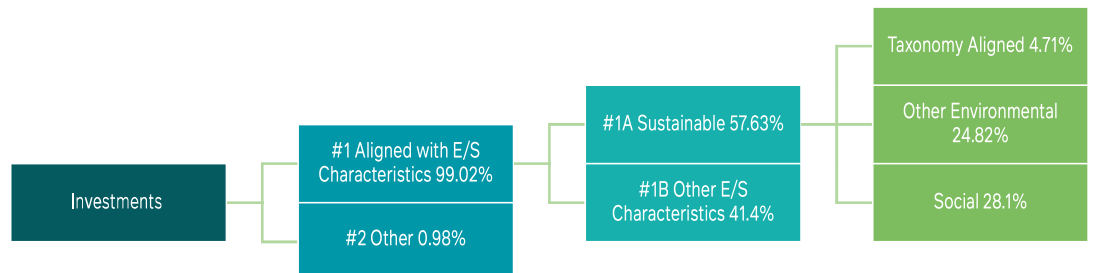 Investments
#1 Aligned with E/S
Characteristics 99.02%
#2 Other 0.98%
#1A Sustainable 57.63%
#1B Other E/S
Characteristics 41.4%
Taxonomy Aligned 4.71%
Other Environmental
24.82%
Social 28.1%